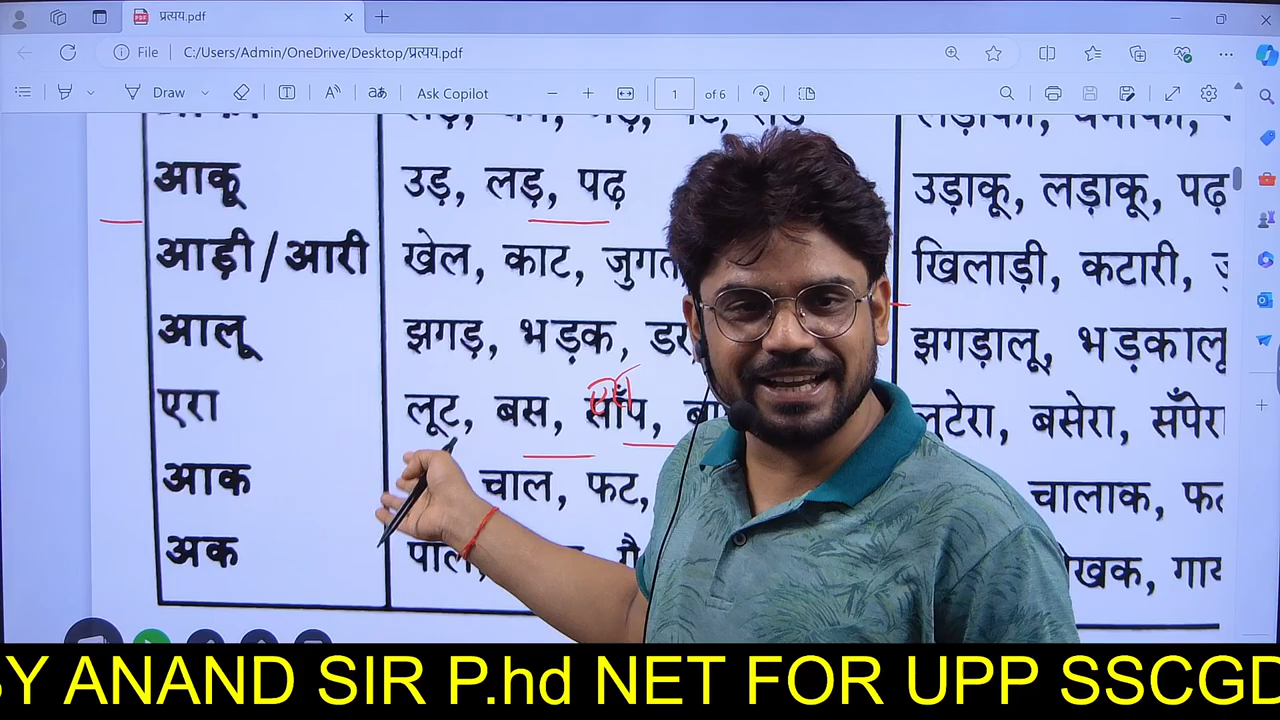 प्रत्यय.pdf
File C:/Users/Admin/OneDrive/Desktop/प्रत्यय.pdf
Draw Ask Copilot 1 of 6
आकू उड़, लड़, पढ़ उड़ाकू, लड़ाकू, पढ़
आड़ी/आरी खेल, काट, जुगत खिलाड़ी, कटारी,
आलू झगड़, भड़क, डर झगड़ालू, भड़कालू
एरा लूट, बस, साँप, लुटेरा, बसेरा, सँपेरा
आक चाल, फट, चालाक,
अक
BY ANAND SIR P.hd NET FOR UPP SSCGD